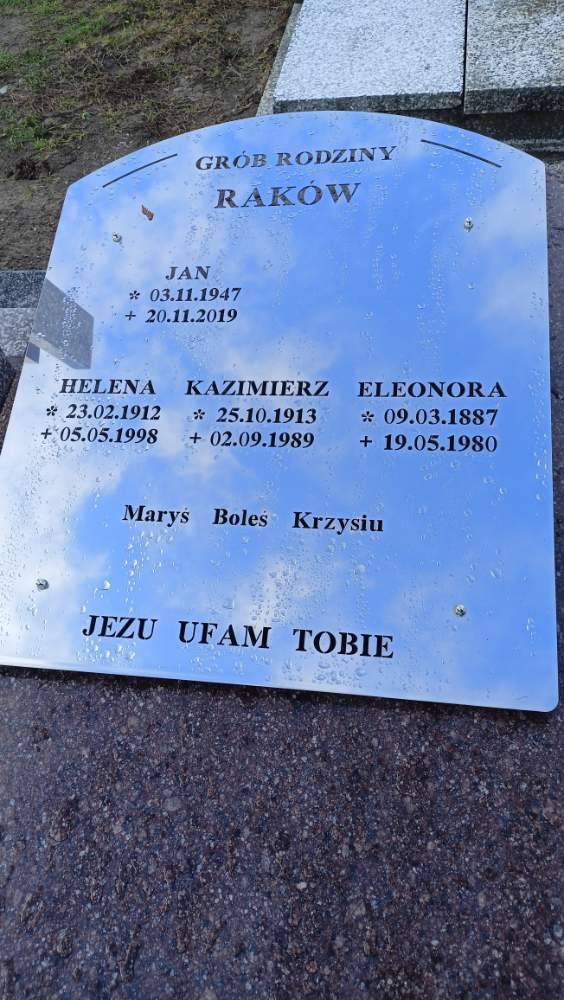 GRÓB RODZINY
RAKÓW
JAN
* 03.11.1947
+ 20.11.2019
HELENA KAZIMIERZ ELEONORA
* 23.02.1912 * 25.10.1913 * 09.03.1887
+ 05.05.1998 + 02.09.1989 + 19.05.1980
Maryś Boleś Krzysiu
JEZU UFAM TOBIE